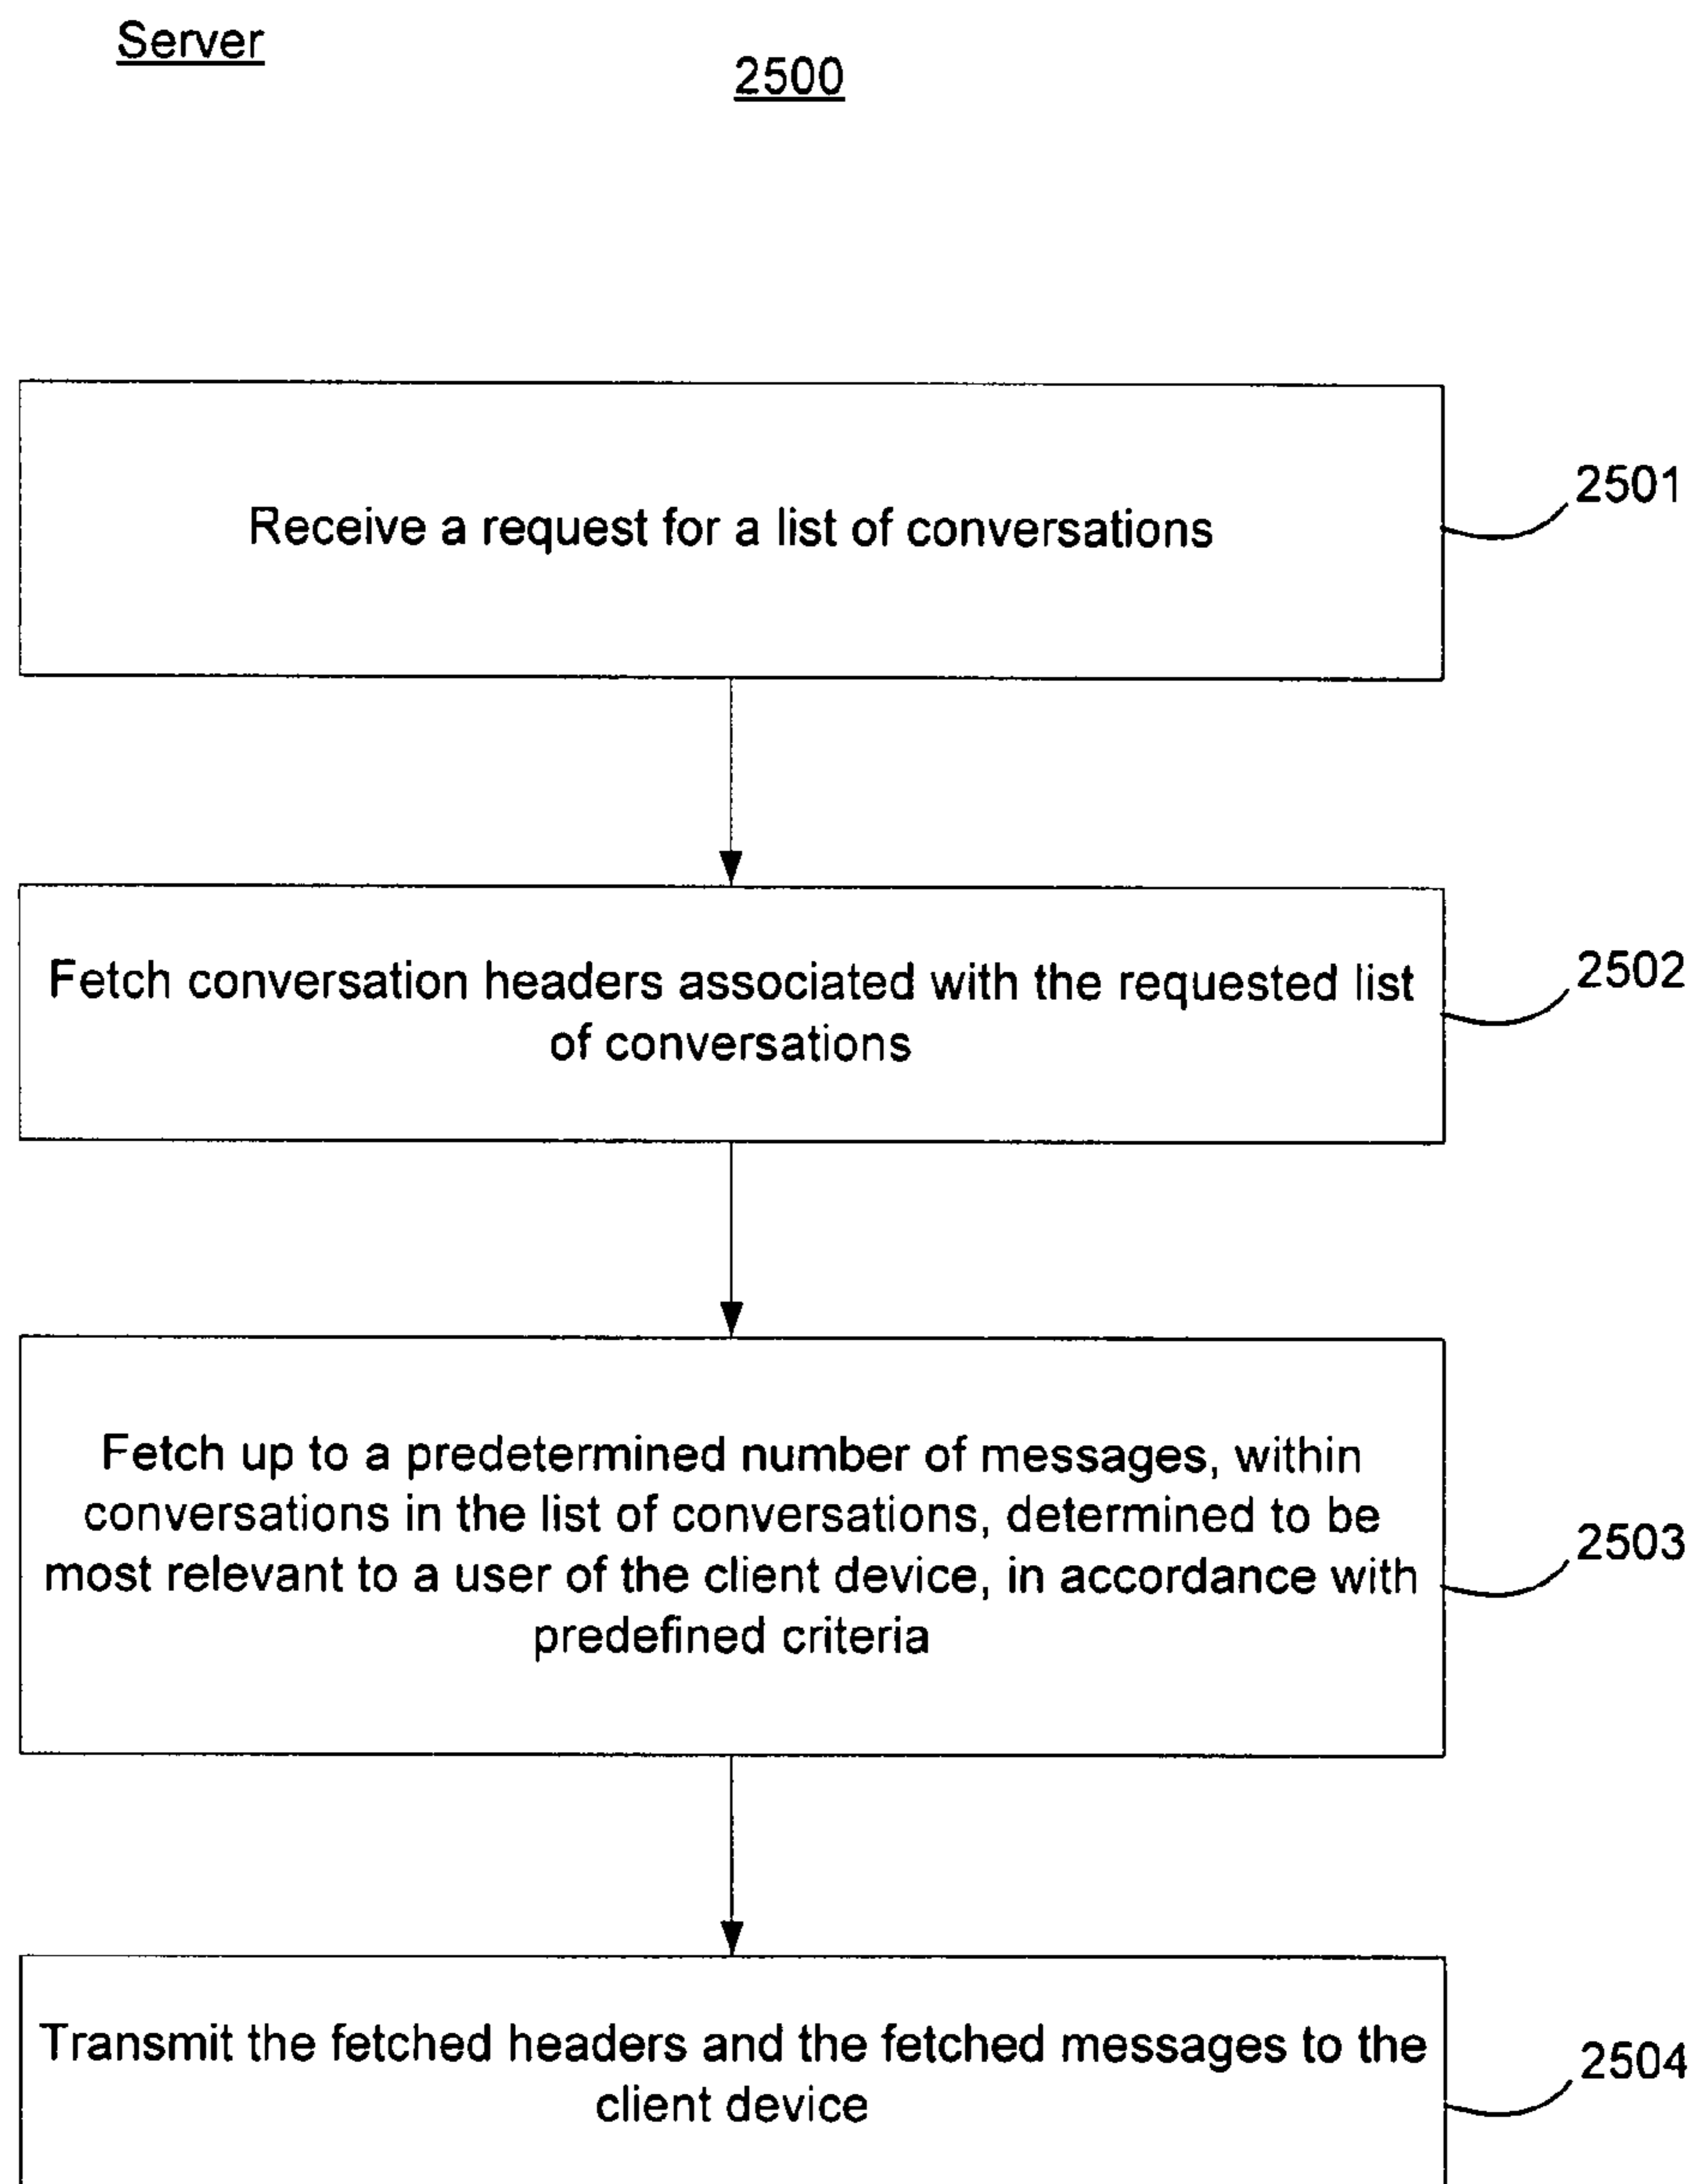 Server
2500
Receive a request for a list of conversations
2501
Fetch conversation headers associated with the requested list
of conversations
2502
Fetch up to a predetermined number of messages, within
conversations in the list of conversations, determined to be
most relevant to a user of the client device, in accordance with
predefined criteria
2503
Transmit the fetched headers and the fetched messages to the
client device
2504